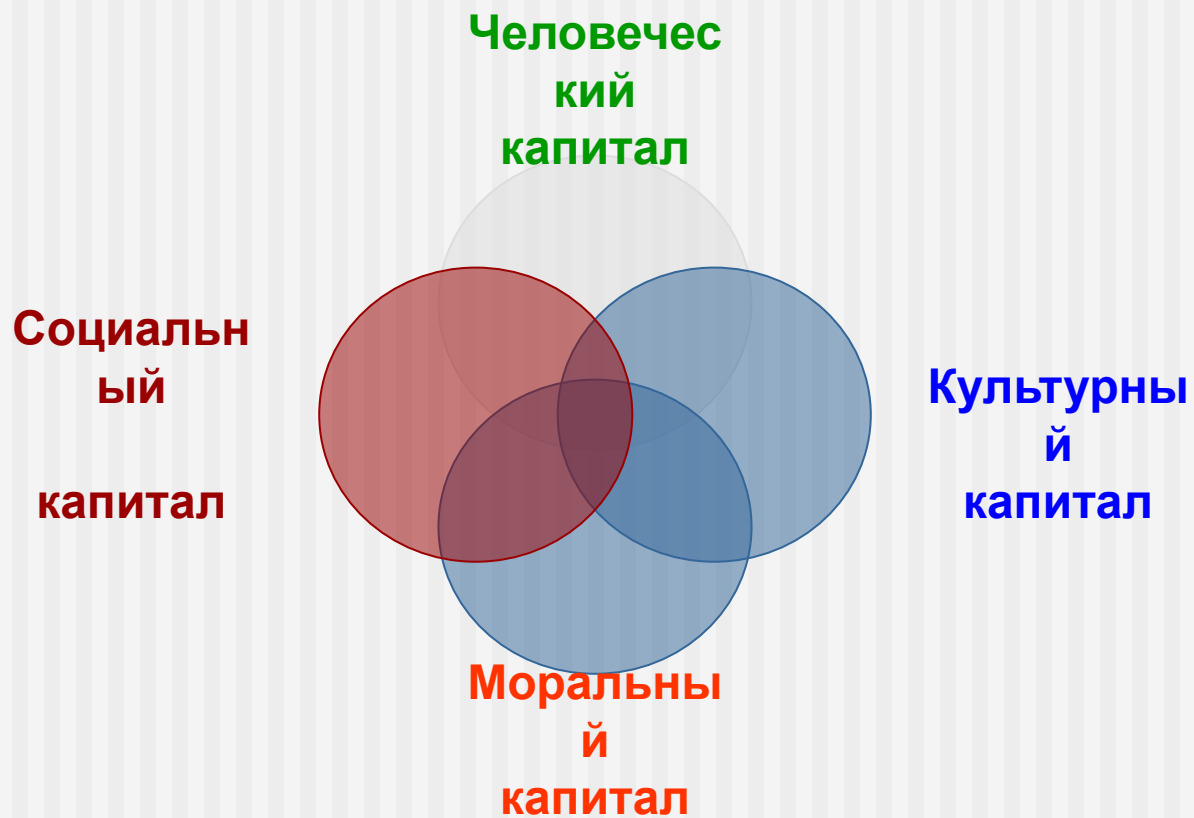 Человечес
кий
капитал
Социальн
ый
капитал
Культурны
й
капитал
Моральны
й
капитал